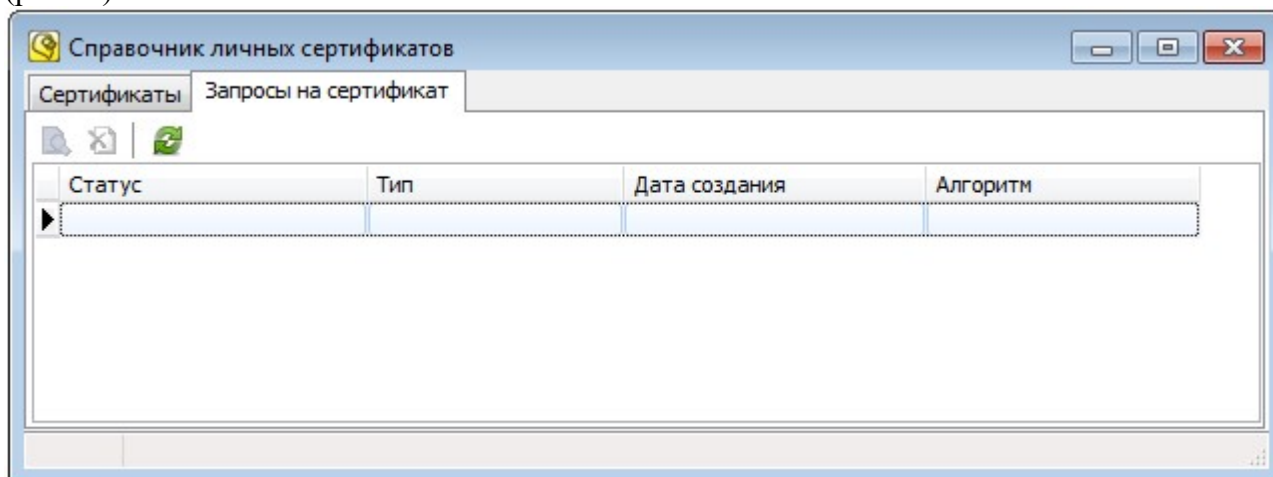 Справочник личных сертификатов
Сертификаты Запросы на сертификат
Статус Тип Дата создания Алгоритм